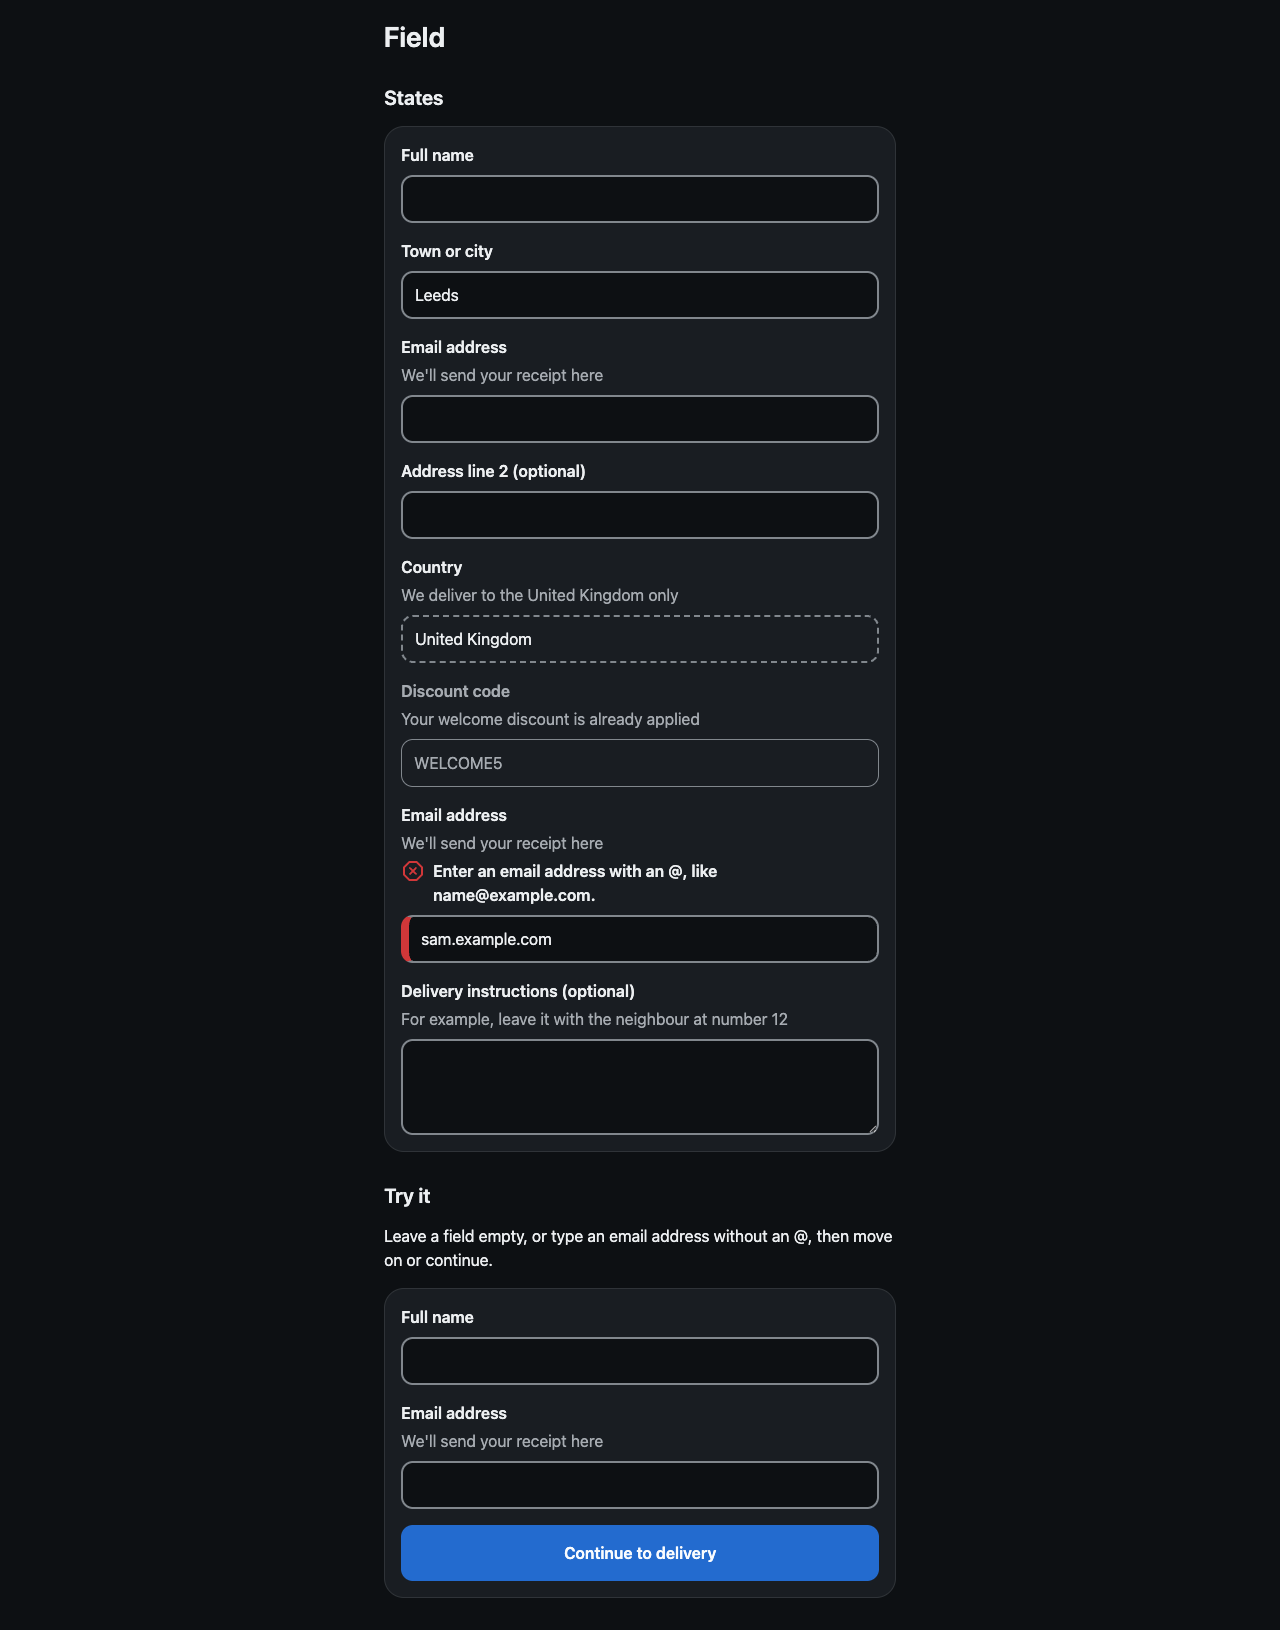 Field
States
Full name
Town or city
Leeds
Email address
We'll send your receipt here
Address line 2 (optional)
Country
We deliver to the United Kingdom only
United Kingdom
Discount code
Your welcome discount is already applied
WELCOME5
Email address
We'll send your receipt here
Enter an email address with an @, like
name@example.com.
sam.example.com
Delivery instructions (optional)
For example, leave it with the neighbour at number 12
Try it
Leave a field empty, or type an email address without an @, then move
on or continue.
Full name
Email address
We'll send your receipt here
Continue to delivery